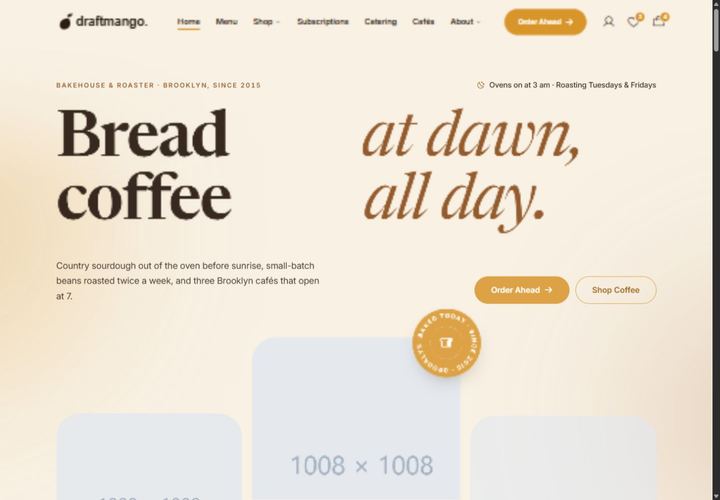 draftmango.
Home Menu Shop Subscriptions Catering Cafés About Order Ahead →
BAKEHOUSE & ROASTER · BROOKLYN, SINCE 2015
Ovens on at 3 am · Roasting Tuesdays & Fridays
Bread at dawn,
coffee all day.
Country sourdough out of the oven before sunrise, small-batch
beans roasted twice a week, and three Brooklyn cafés that open
at 7.
Order Ahead →
Shop Coffee
BAKED TODAY · SINCE 2015 · BROOKLYN ·
1008 × 1008